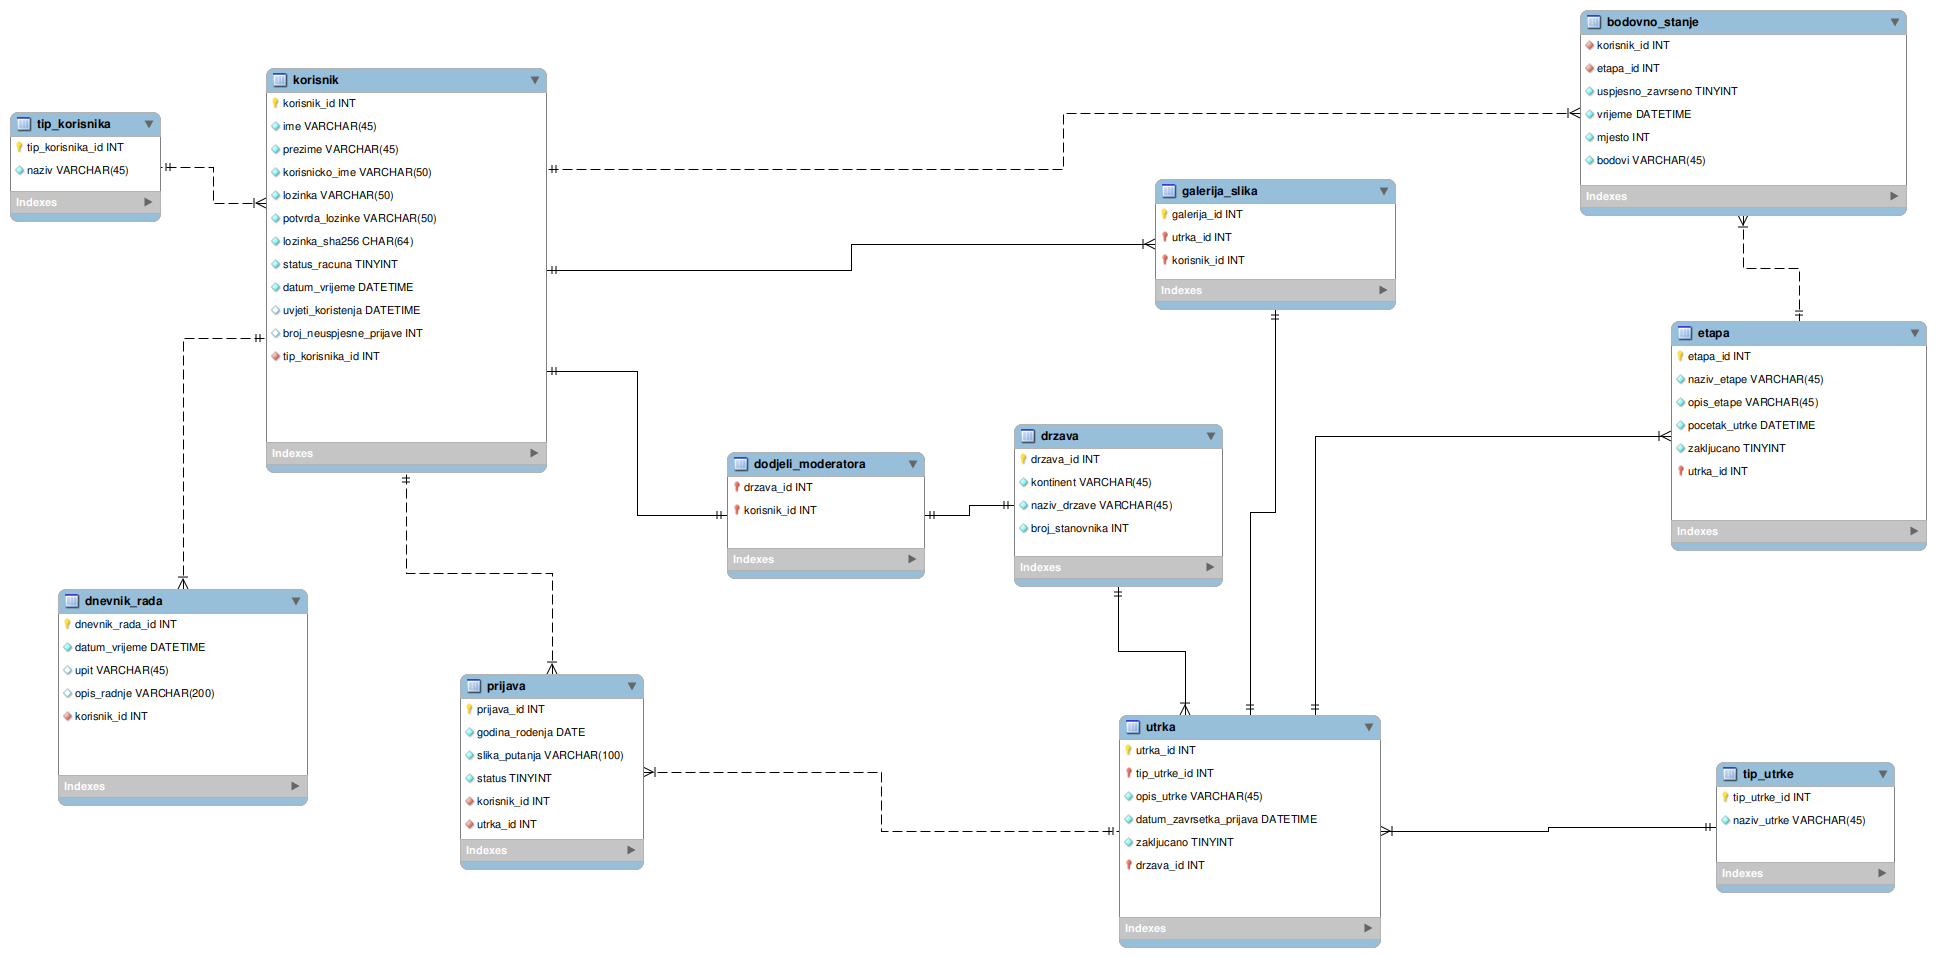 tip_korisnika
tip_korisnika_id INT
naziv VARCHAR(45)
Indexes
korisnik
korisnik_id INT
ime VARCHAR(45)
prezime VARCHAR(45)
korisnicko_ime VARCHAR(50)
lozinka VARCHAR(50)
potvrda_lozinke VARCHAR(50)
lozinka_sha256 CHAR(64)
status_racuna TINYINT
datum_vrijeme DATETIME
uvjeti_koristenja DATETIME
broj_neuspjesne_prijave INT
tip_korisnika_id INT
Indexes
bodovno_stanje
korisnik_id INT
etapa_id INT
uspjesno_zavrseno TINYINT
vrijeme DATETIME
mjesto INT
bodovi VARCHAR(45)
Indexes
galerija_slika
galerija_id INT
utrka_id INT
korisnik_id INT
Indexes
etapa
etapa_id INT
naziv_etape VARCHAR(45)
opis_etape VARCHAR(45)
pocetak_utrke DATETIME
zakljucano TINYINT
utrka_id INT
Indexes
dodjeli_moderatora
drzava_id INT
korisnik_id INT
Indexes
drzava
drzava_id INT
kontinent VARCHAR(45)
naziv_drzave VARCHAR(45)
broj_stanovnika INT
Indexes
dnevnik_rada
dnevnik_rada_id INT
datum_vrijeme DATETIME
upit VARCHAR(45)
opis_radnje VARCHAR(200)
korisnik_id INT
Indexes
prijava
prijava_id INT
godina_rodenja DATE
slika_putanja VARCHAR(100)
status TINYINT
korisnik_id INT
utrka_id INT
Indexes
utrka
utrka_id INT
tip_utrke_id INT
opis_utrke VARCHAR(45)
datum_zavrsetka_prijava DATETIME
zakljucano TINYINT
drzava_id INT
Indexes
tip_utrke
tip_utrke_id INT
naziv_utrke VARCHAR(45)
Indexes